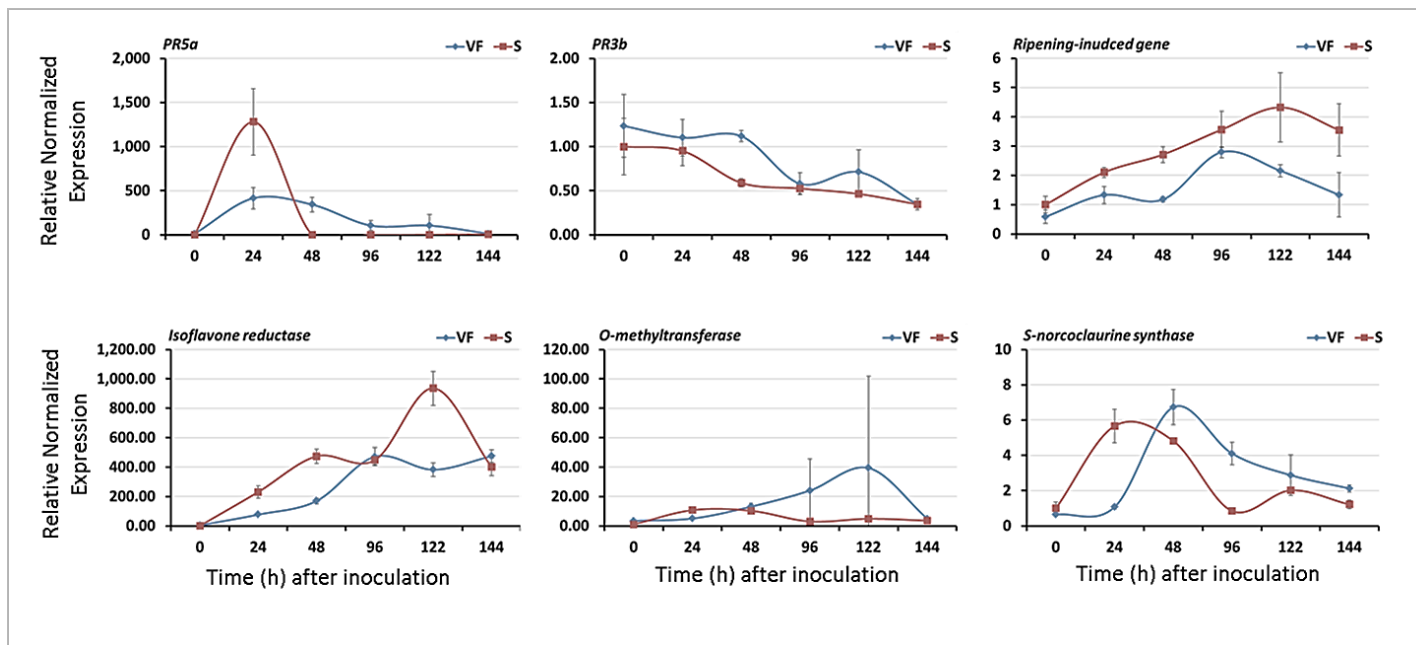 Relative Normalized
Expression
PR5a
VF S
2,000
1,500
1,000
500
0
0 24 48 96 122 144
PR3b
VF S
2.00
1.50
1.00
0.50
0.00
0 24 48 96 122 144
Ripening-inudced gene
VF S
6
5
4
3
2
1
0
0 24 48 96 122 144
Relative Normalized
Expression
Isoflavone reductase
VF S
1,200.00
1,000.00
800.00
600.00
400.00
200.00
0.00
0 24 48 96 122 144
Time (h) after inoculation
O-methyltransferase
VF S
120.00
100.00
80.00
60.00
40.00
20.00
0.00
0 24 48 96 122 144
Time (h) after inoculation
S-norcoclaurine synthase
VF S
10
8
6
4
2
0
0 24 48 96 122 144
Time (h) after inoculation